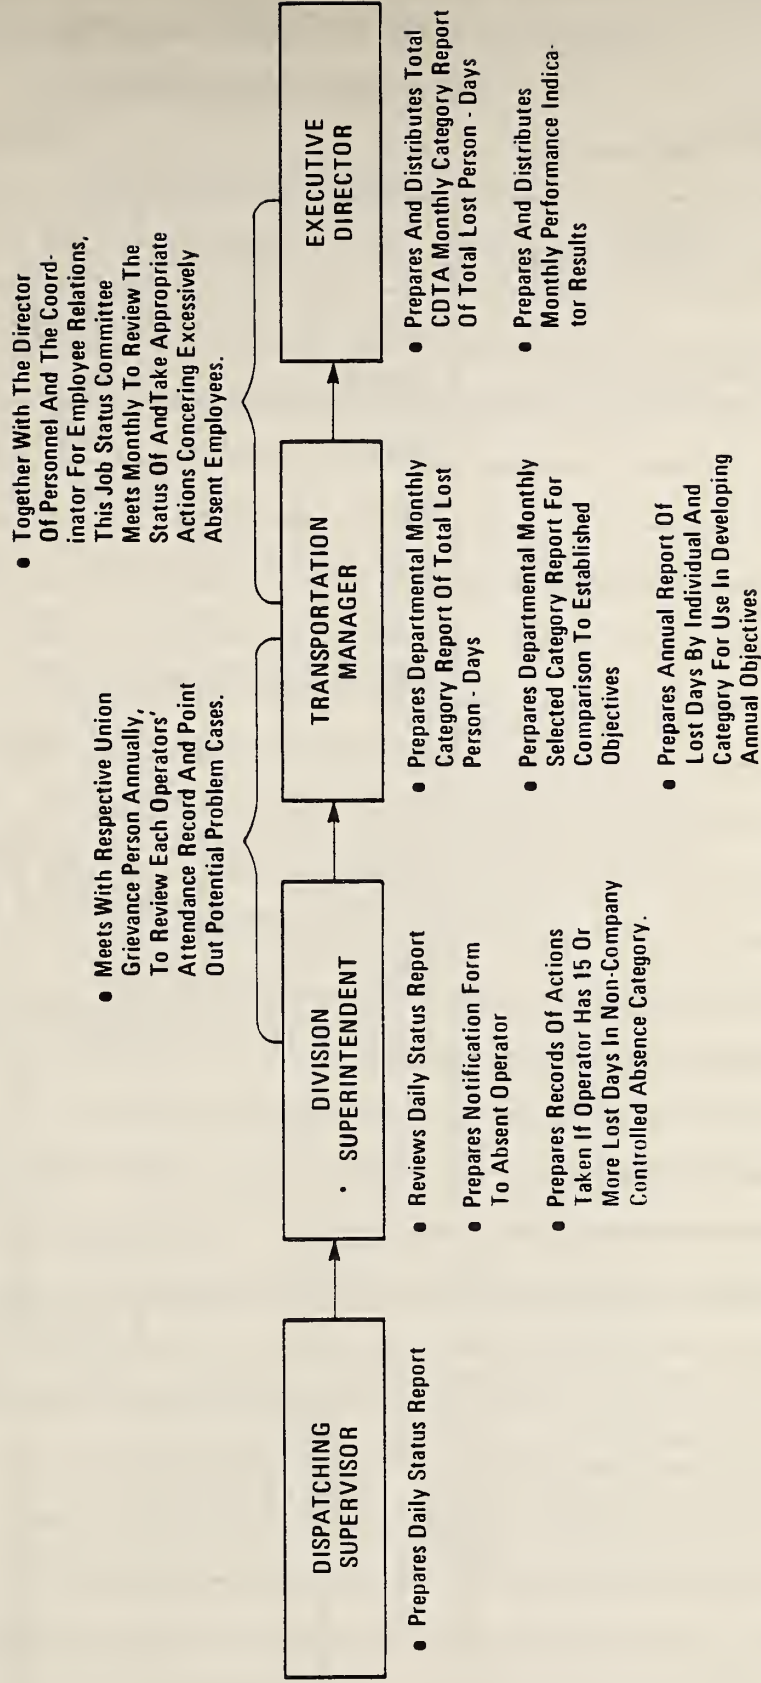 ● Together With The Director
Of Personnel And The Coord-
inator For Employee Relations,
This Job Status Committee
Meets Monthly To Review The
Status Of AndTake Appropriate
Actions Concering Excessively
Absent Employees.
● Meets With Respective Union
Grievance Person Annually,
To Review Each Operators'
Attendance Record And Point
Out Potential Problem Cases.
DISPATCHING
SUPERVISOR
● Prepares Daily Status Report
DIVISION
SUPERINTENDENT
● Reviews Daily Status Report
● Prepares Notification Form
To Absent Operator
● Prepares Records Of Actions
Taken If Operator Has 15 Or
More Lost Days In Non-Company
Controlled Absence Category.
TRANSPORTATION
MANAGER
● Prepares Departmental Monthly
Category Report Of Total Lost
Person - Days
● Perpares Departmental Monthly
Selected Category Report For
Comparison To Established
Objectives
● Prepares Annual Report Of
Lost Days By Individual And
Category For Use In Developing
Annual Objectives
EXECUTIVE
DIRECTOR
● Prepares And Distributes Total
CDTA Monthly Category Report
Of Total Lost Person - Days
● Prepares And Distributes
Monthly Performance Indica-
tor Results